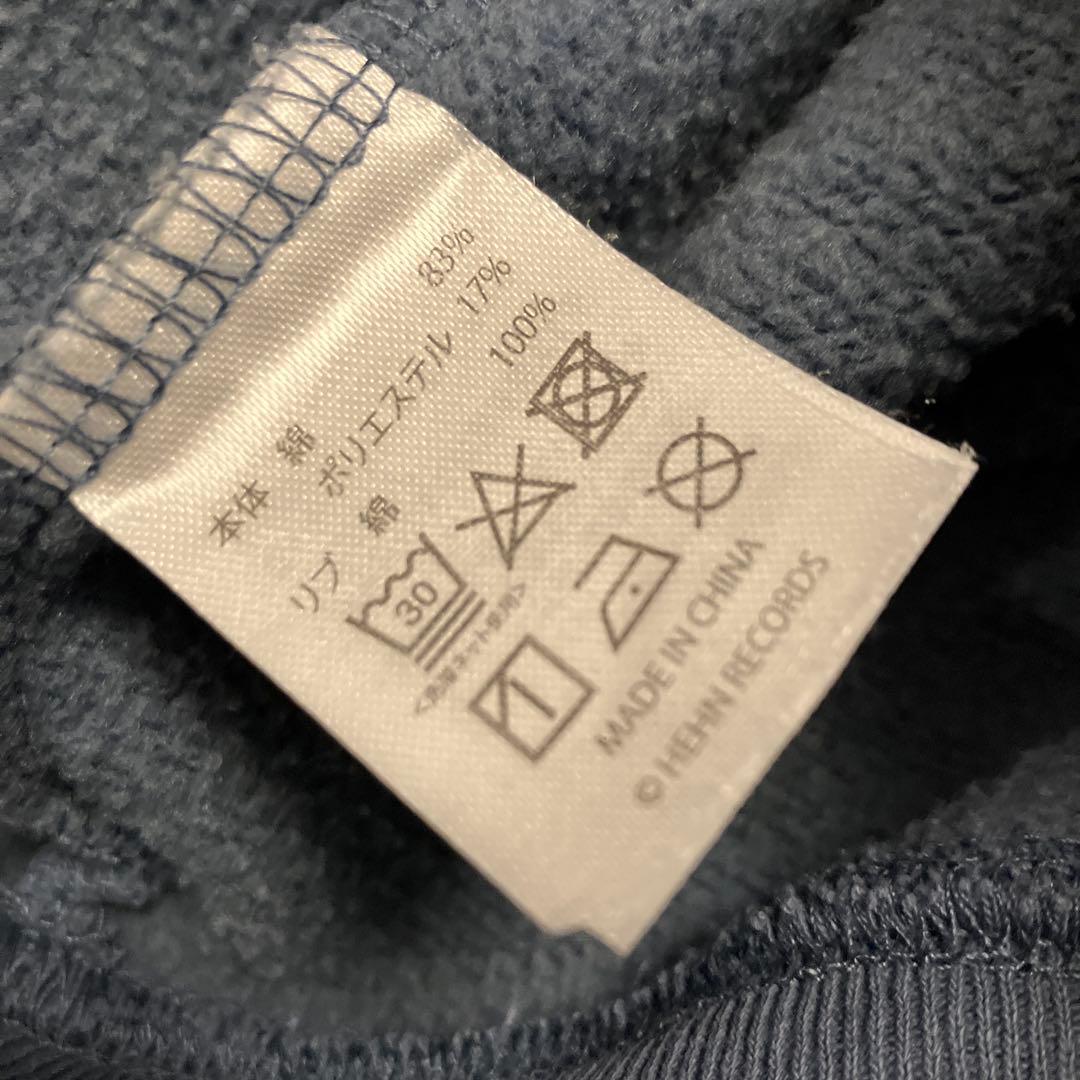 本体 綿 83%
ポリエステル 17%
リブ 綿 100%
30
<洗濯ネット使用>
MADE IN CHINA
© HEHN RECORDS